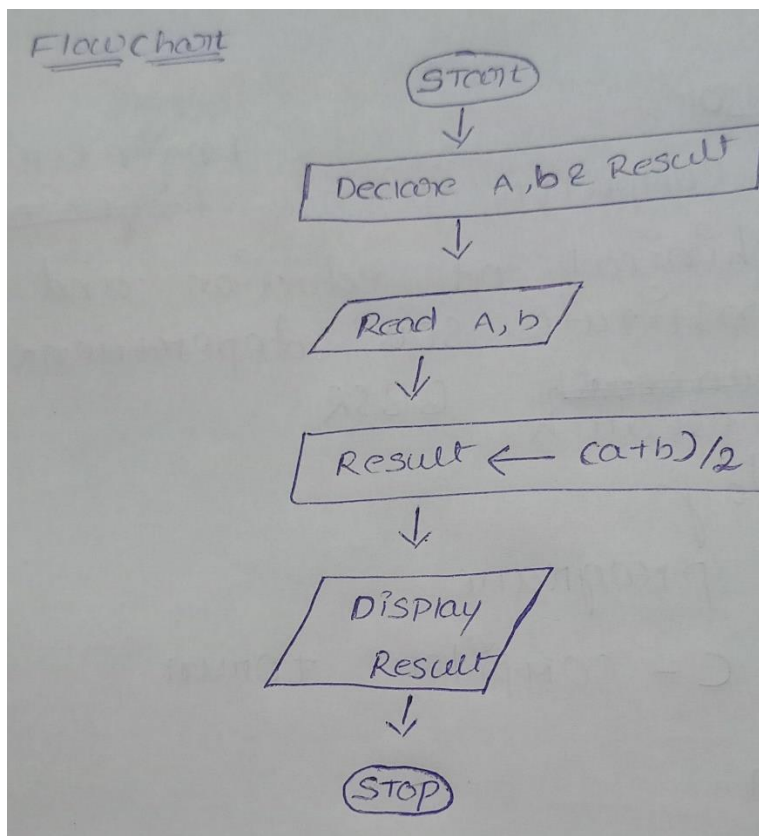 Flowchart
Start
Declare A, b & Result
Read A, b
Result ← (a+b)/2
Display
Result
STOP